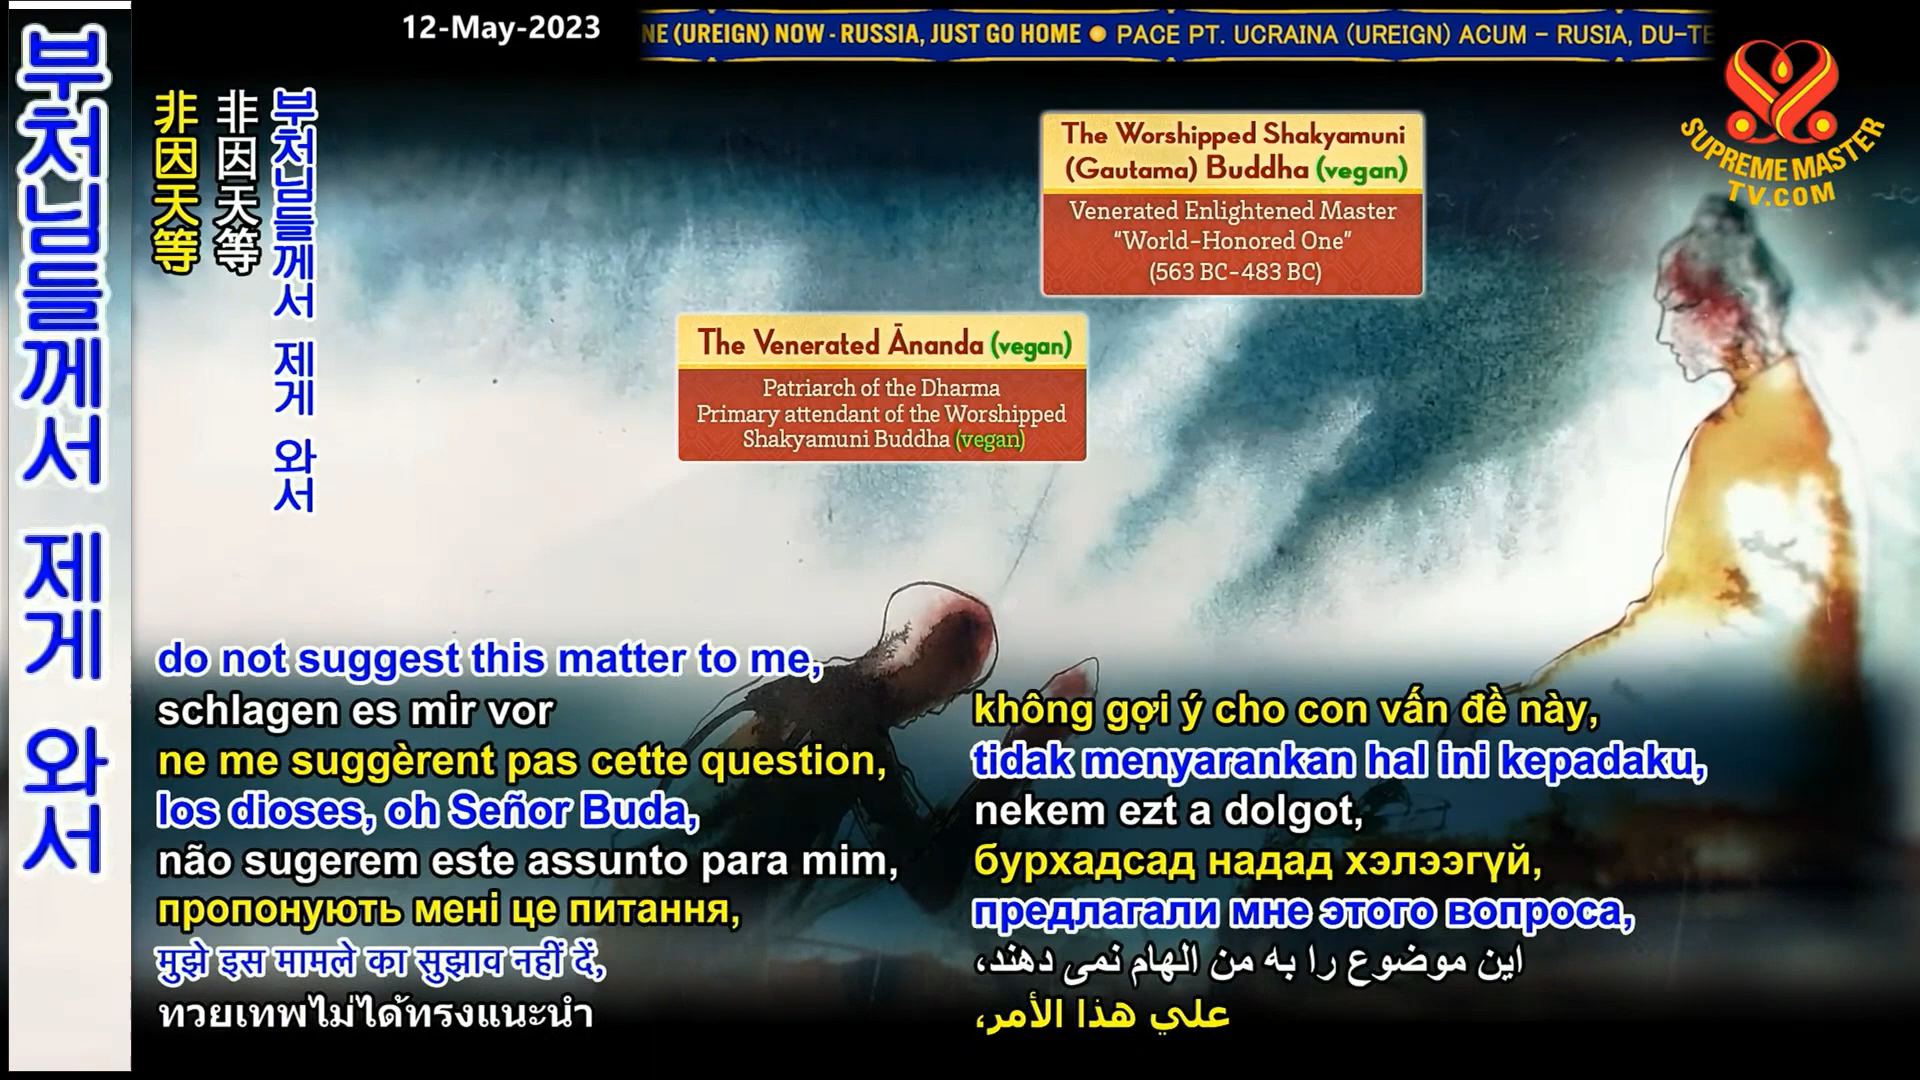 부처님들께서 제게 와서
12-May-2023
NE (UREIGN) NOW - RUSSIA, JUST GO HOME ● PACE PT. UCRAINA (UREIGN) ACUM - RUSIA, DU-TE
SUPREME MASTER
TV.COM
非因天等
非因天等
부처님들께서 제게 와서
The Worshipped Shakyamuni
(Gautama) Buddha (vegan)
Venerated Enlightened Master
“World-Honored One”
(563 BC-483 BC)
The Venerated Ānanda (vegan)
Patriarch of the Dharma
Primary attendant of the Worshipped
Shakyamuni Buddha (vegan)
do not suggest this matter to me,
schlagen es mir vor
ne me suggèrent pas cette question,
los dioses, oh Señor Buda,
não sugerem este assunto para mim,
пропонують мені це питання,
मुझे इस मामले का सुझाव नहीं दें,
ทวยเทพไม่ได้ทรงแนะนำ
không gợi ý cho con vấn đề này,
tidak menyarankan hal ini kepadaku,
nekem ezt a dolgot,
бурхадсад надад хэлээгүй,
предлагали мне этого вопроса,
این موضوع را به من الهام نمی دهند،
علي هذا الأمر،